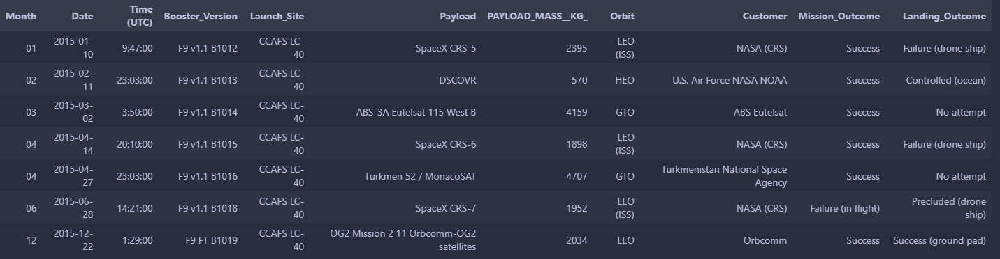 Month Date Time (UTC) Booster_Version Launch_Site Payload PAYLOAD_MASS__KG_ Orbit Customer Mission_Outcome Landing_Outcome
01 2015-01-10 9:47:00 F9 v1.1 B1012 CCAFS LC-40 SpaceX CRS-5 2395 LEO (ISS) NASA (CRS) Success Failure (drone ship)
02 2015-02-11 23:03:00 F9 v1.1 B1013 CCAFS LC-40 DSCOVR 570 HEO U.S. Air Force NASA NOAA Success Controlled (ocean)
03 2015-03-02 3:50:00 F9 v1.1 B1014 CCAFS LC-40 ABS-3A Eutelsat 115 West B 4159 GTO ABS Eutelsat Success No attempt
04 2015-04-14 20:10:00 F9 v1.1 B1015 CCAFS LC-40 SpaceX CRS-6 1898 LEO (ISS) NASA (CRS) Success Failure (drone ship)
04 2015-04-27 23:03:00 F9 v1.1 B1016 CCAFS LC-40 Turkmen 52 / MonacoSAT 4707 GTO Turkmenistan National Space Agency Success No attempt
06 2015-06-28 14:21:00 F9 v1.1 B1018 CCAFS LC-40 SpaceX CRS-7 1952 LEO (ISS) NASA (CRS) Failure (in flight) Precluded (drone ship)
12 2015-12-22 1:29:00 F9 FT B1019 CCAFS LC-40 OG2 Mission 2 11 Orbcomm-OG2 satellites 2034 LEO Orbcomm Success Success (ground pad)